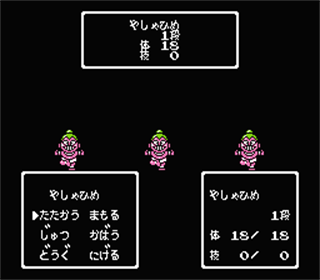 やしゃひめ
1段
体 18
技 0
やしゃひめ
▶たたかう まもる
じゅつ かばう
どうぐ にげる
やしゃひめ
1段
体 18/ 18
技 0/ 0